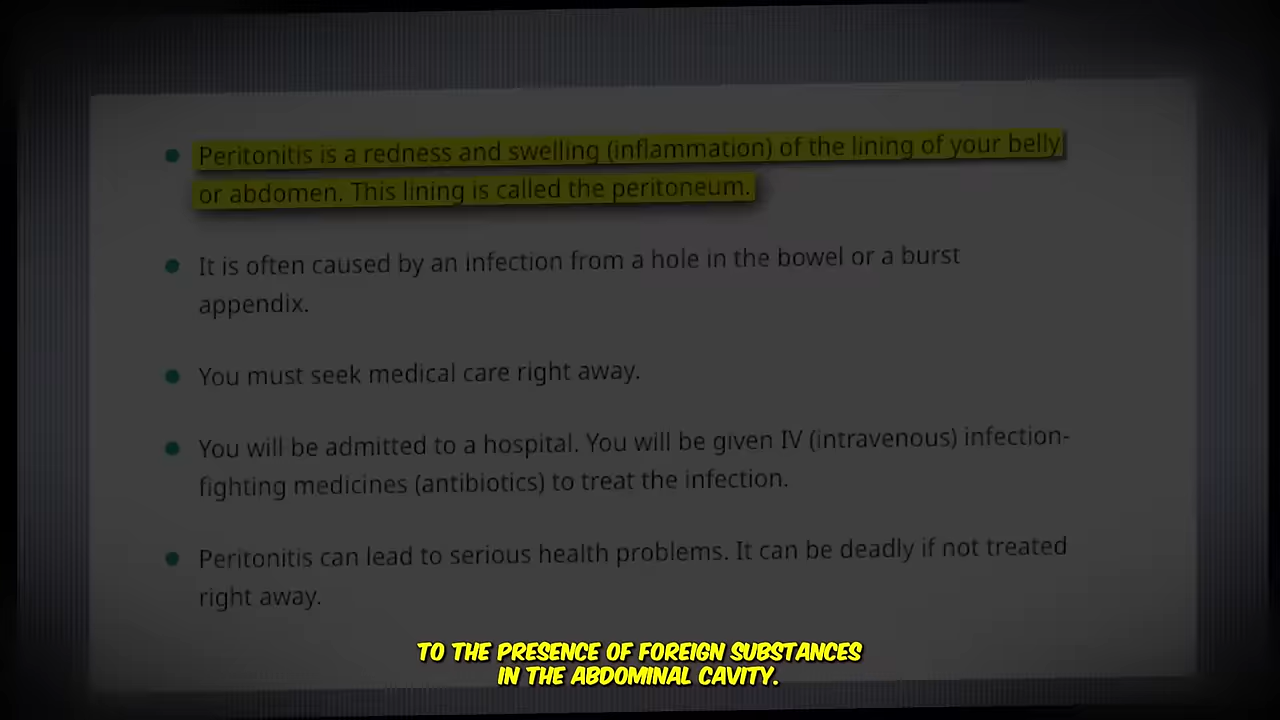 Peritonitis is a redness and swelling (inflammation) of the lining of your belly
or abdomen. This lining is called the peritoneum.
It is often caused by an infection from a hole in the bowel or a burst
appendix.
You must seek medical care right away.
You will be admitted to a hospital. You will be given IV (intravenous) infection-
fighting medicines (antibiotics) to treat the infection.
Peritonitis can lead to serious health problems. It can be deadly if not treated
right away.
TO THE PRESENCE OF FOREIGN SUBSTANCES
IN THE ABDOMINAL CAVITY.